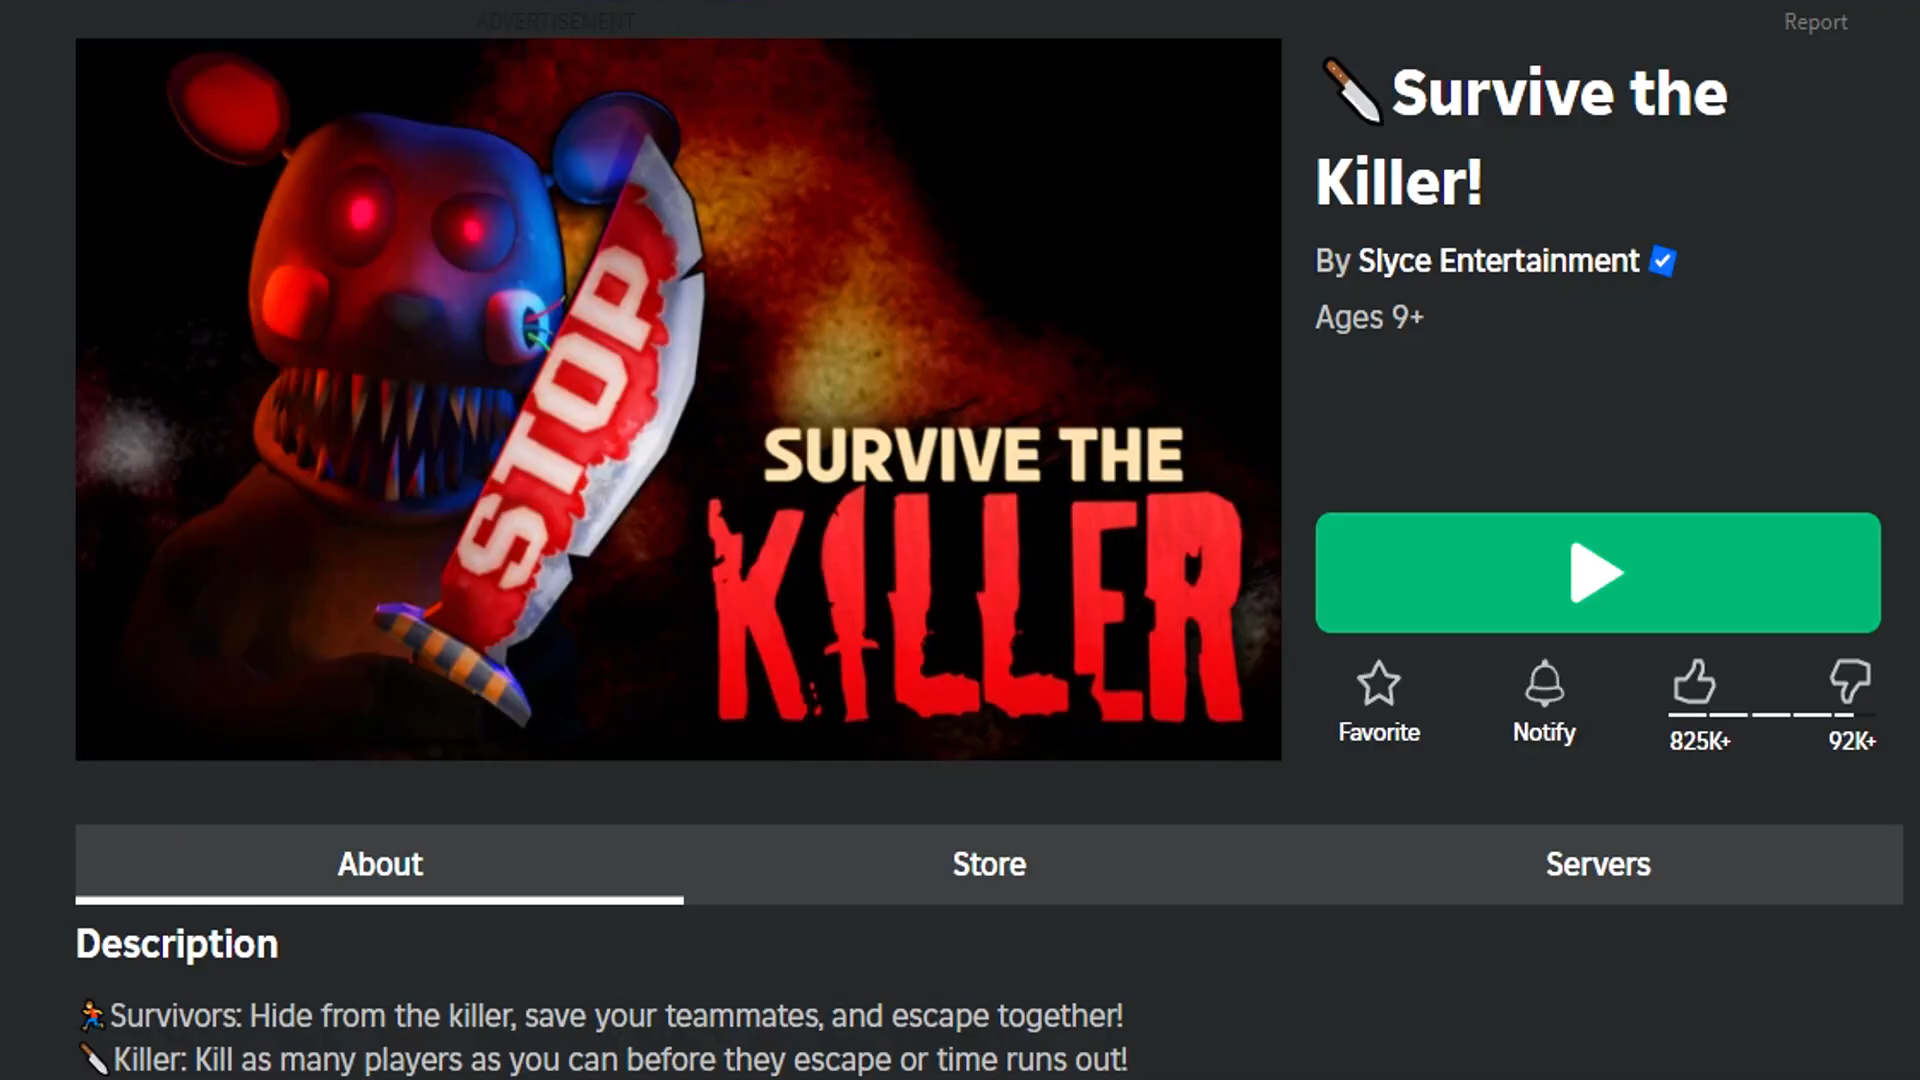 ADVERTISEMENT
Report
Survive the
Killer!
By Slyce Entertainment
Ages 9+
STOP
SURVIVE THE
KILLER
Favorite
Notify
825K+
92K+
About
Store
Servers
Description
Survivors: Hide from the killer, save your teammates, and escape together!
Killer: Kill as many players as you can before they escape or time runs out!